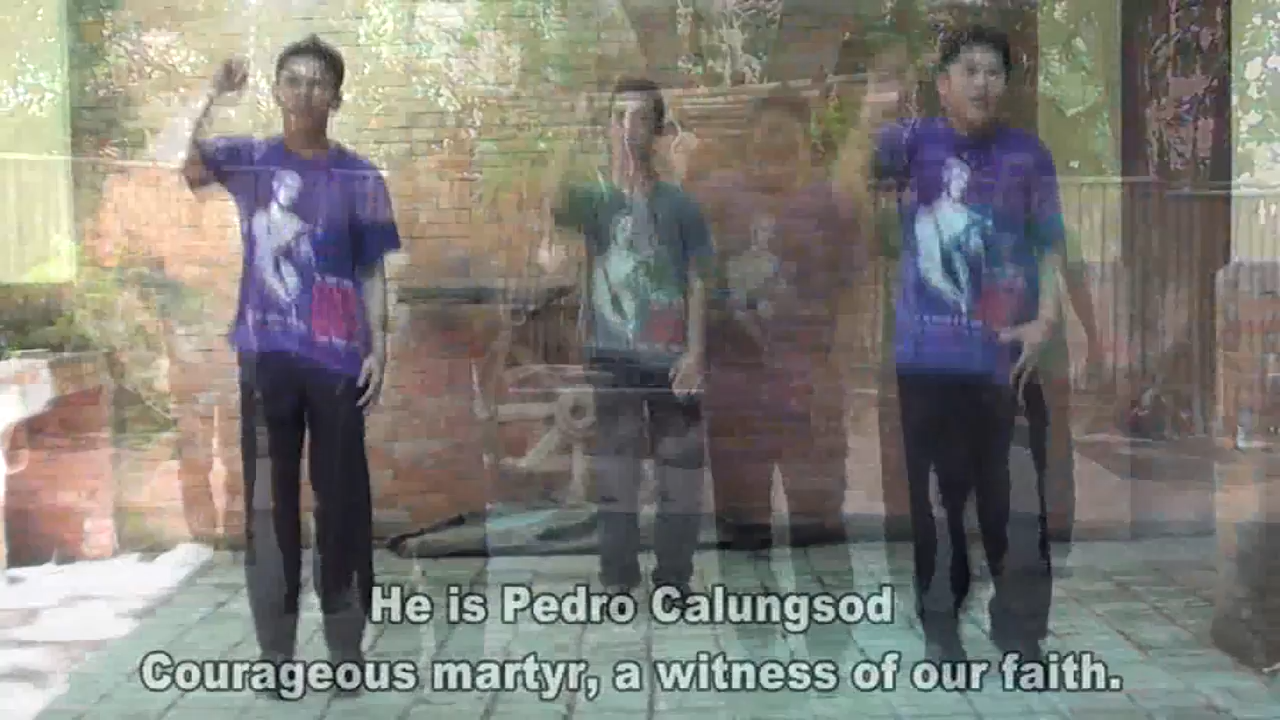 He is Pedro Calungsod
Courageous martyr, a witness of our faith.